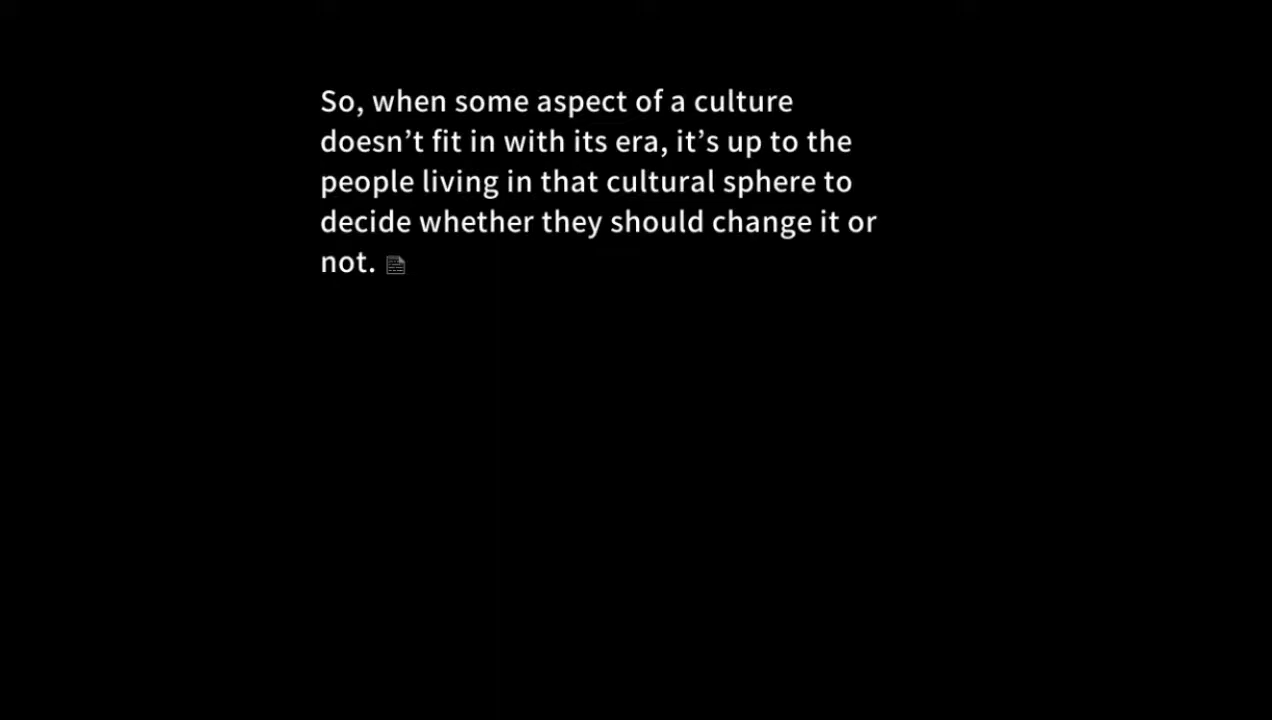 So, when some aspect of a culture
doesn’t fit in with its era, it’s up to the
people living in that cultural sphere to
decide whether they should change it or
not.